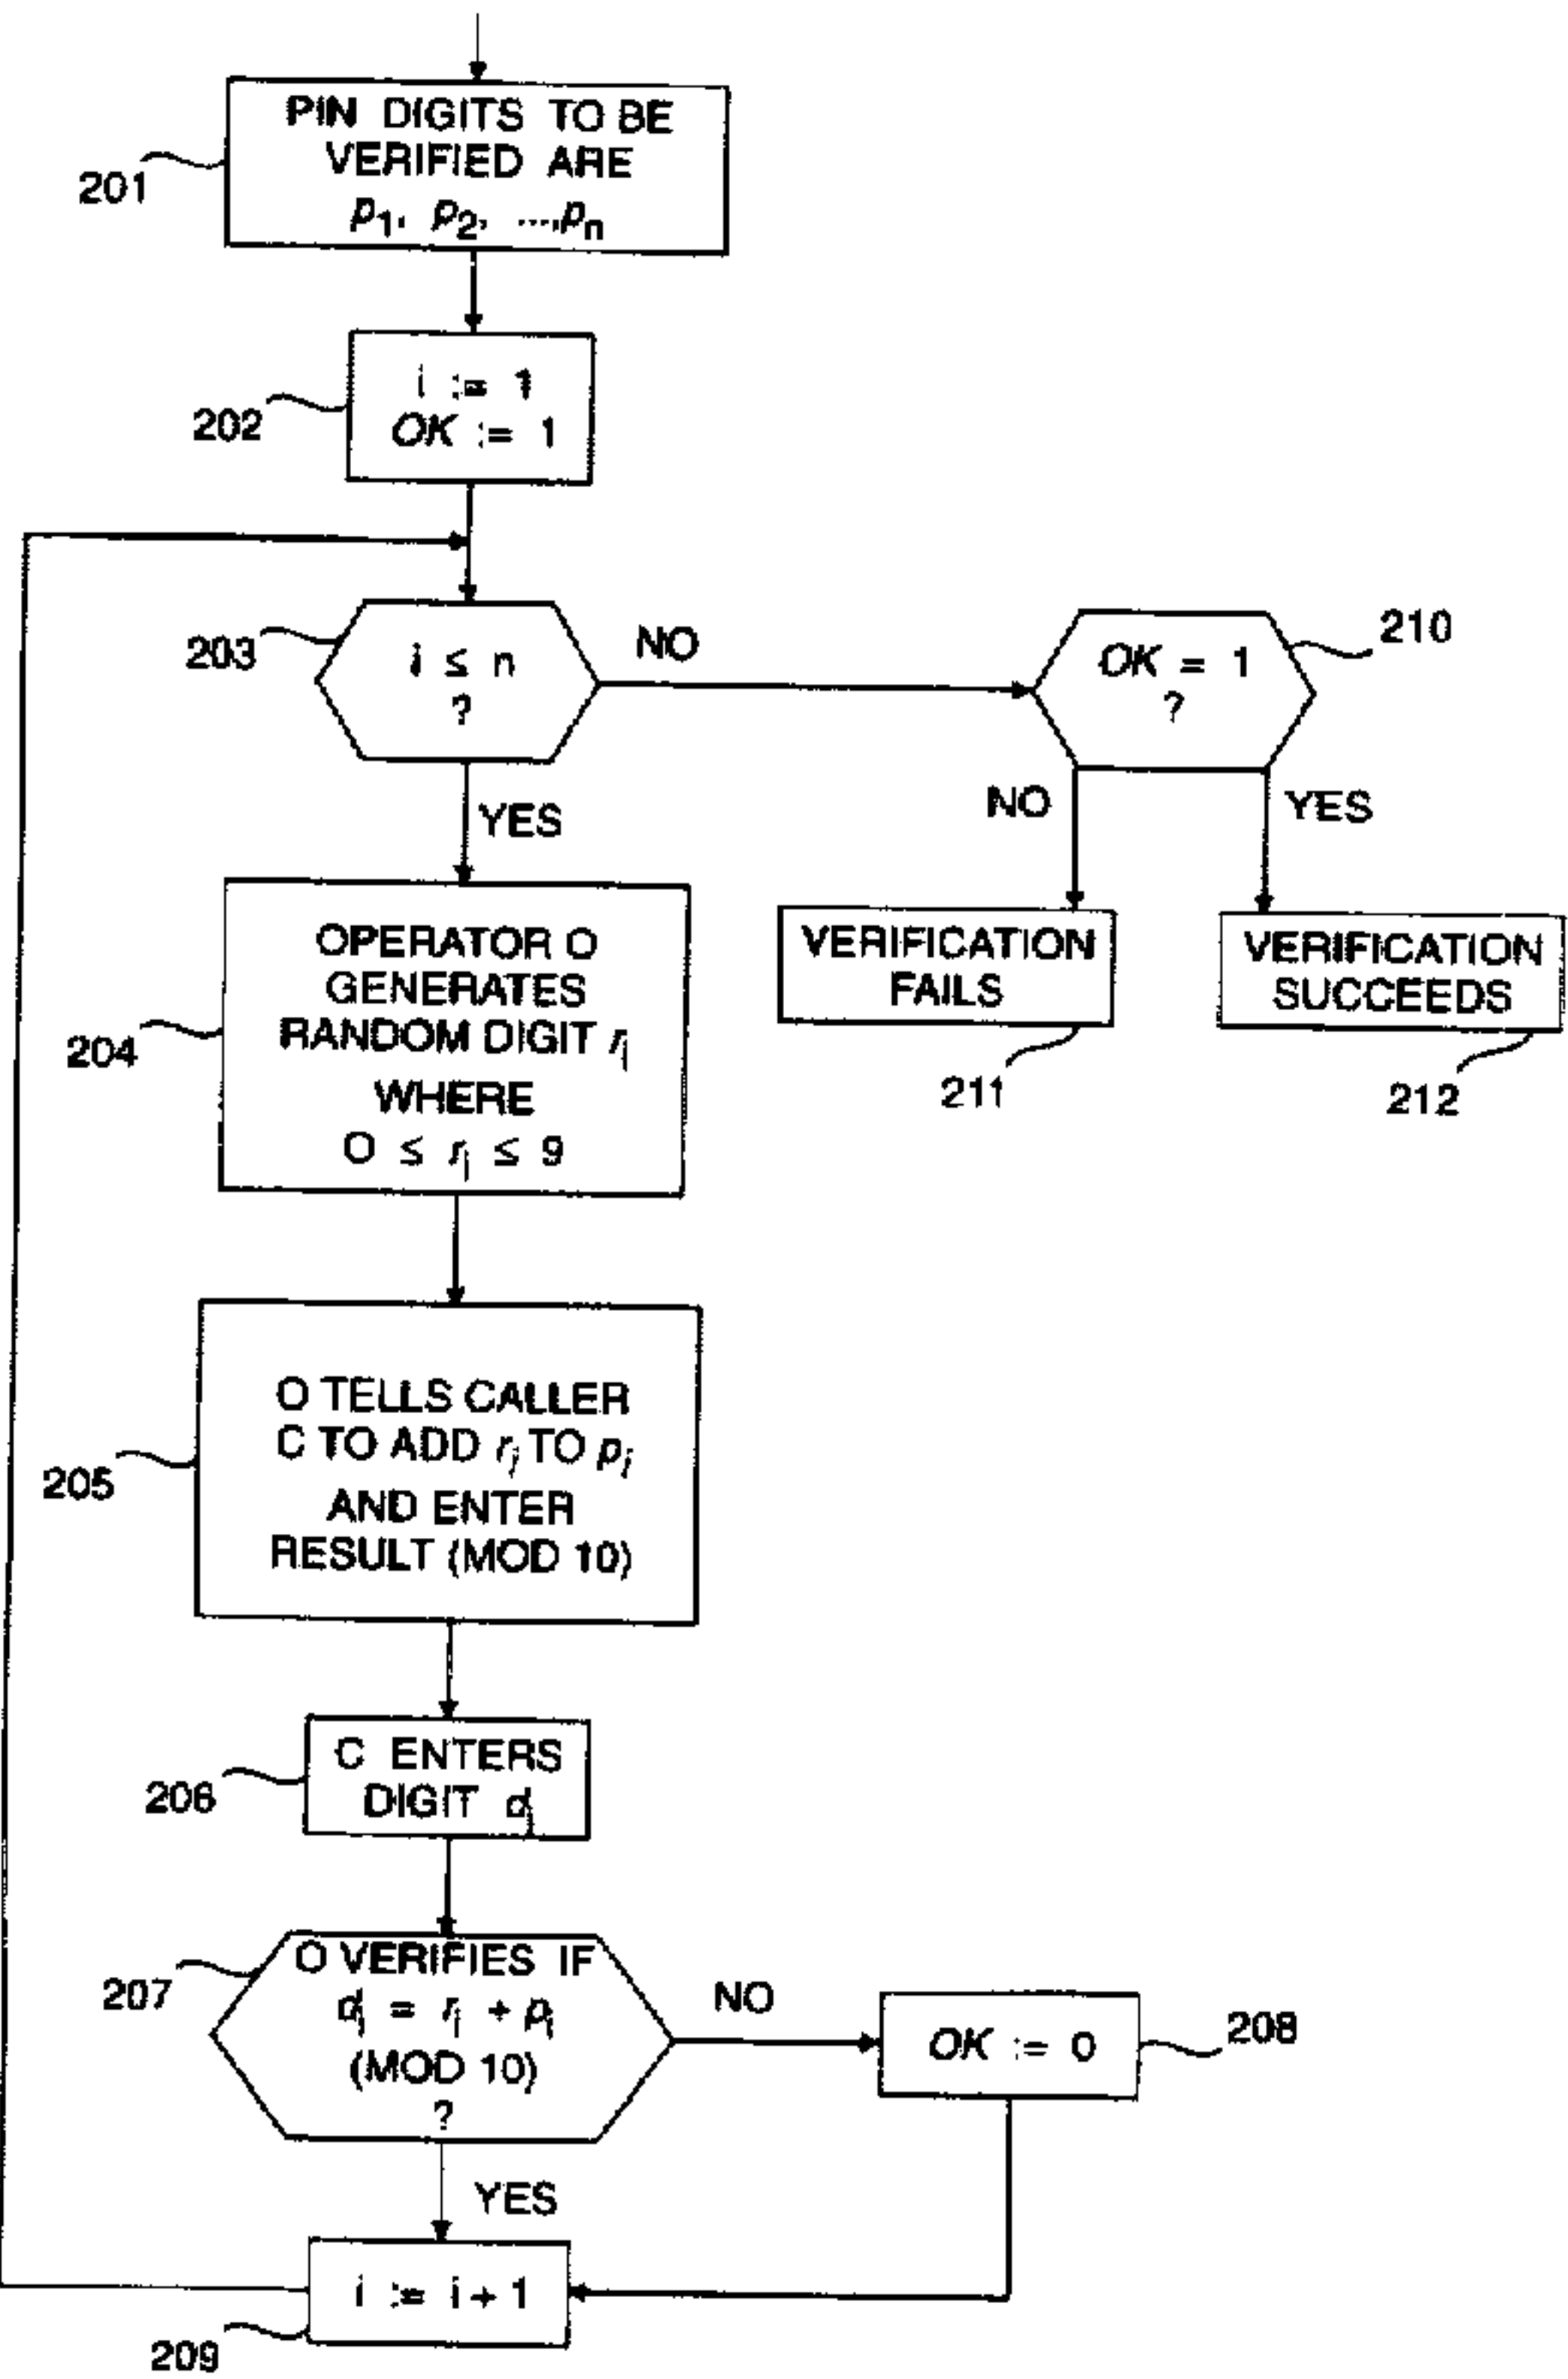 PIN DIGITS TO BE
VERIFIED ARE
p1, p2, ...,pn
201
i := 1
OK := 1
202
203
i ≤ n
?
NO
YES
OK = 1
?
210
NO
YES
OPERATOR O
GENERATES
RANDOM DIGIT ri
WHERE
O ≤ ri ≤ 9
204
VERIFICATION
FAILS
211
VERIFICATION
SUCCEEDS
212
O TELLS CALLER
C TO ADD ri TO pi
AND ENTER
RESULT (MOD 10)
205
C ENTERS
DIGIT di
206
207
O VERIFIES IF
di = ri + pi
(MOD 10)
?
NO
YES
OK := 0
208
i := i + 1
209